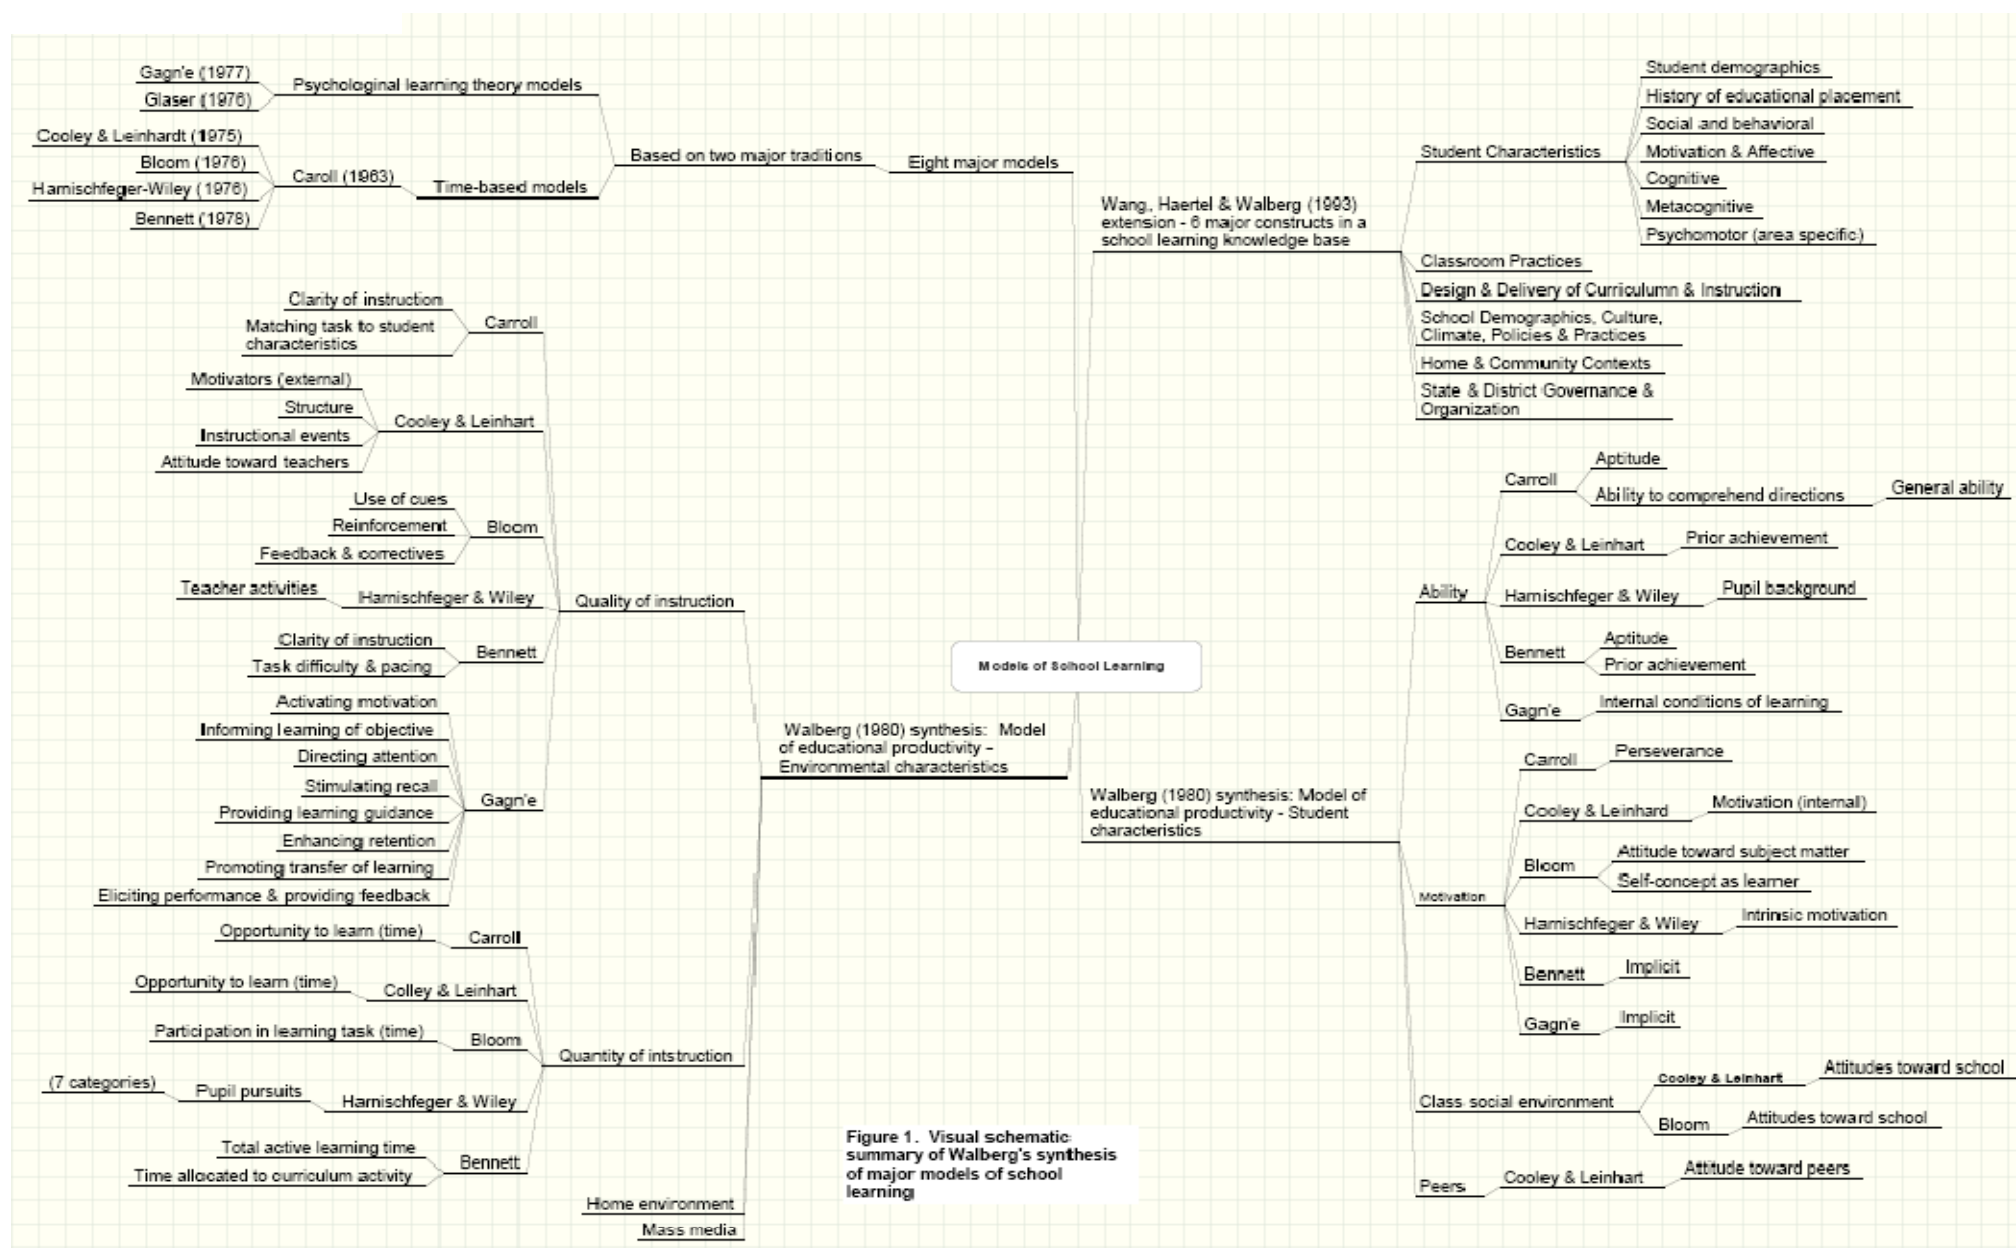 Gagn'e (1977)
Glaser (1976)
Psychologinal learning theory models
Cooley & Leinhardt (1975)
Bloom (1976)
Harnischfeger-Wiley (1976)
Bennett (1978)
Caroll (1963)
Time-based models
Based on two major traditions
Eight major models
Clarity of instruction
Matching task to student
characteristics
Carroll
Motivators (external)
Structure
Instructional events
Attitude toward teachers
Cooley & Leinhart
Use of cues
Reinforcement
Feedback & correctives
Bloom
Teacher activities
Harnischfeger & Wiley
Clarity of instruction
Task difficulty & pacing
Bennett
Activating motivation
Informing learning of objective
Directing attention
Stimulating recall
Providing learning guidance
Enhancing retention
Promoting transfer of learning
Eliciting performance & providing feedback
Gagn'e
Quality of instruction
Opportunity to learn (time)
Carroll
Opportunity to learn (time)
Colley & Leinhart
Participation in learning task (time)
Bloom
(7 categories)
Pupil pursuits
Harnischfeger & Wiley
Total active learning time
Time allocated to curriculum activity
Bennett
Quantity of intstruction
Home environment
Mass media
Walberg (1980) synthesis: Model
of educational productivity -
Environmental characteristics
Models of School Learning
Wang, Haertel & Walberg (1993)
extension - 6 major constructs in a
school learning knowledge base
Student Characteristics
Student demographics
History of educational placement
Social and behavioral
Motivation & Affective
Cognitive
Metacognitive
Psychomotor (area specific)
Classroom Practices
Design & Delivery of Curriculumn & Instruction
School Demographics, Culture,
Climate, Policies & Practices
Home & Community Contexts
State & District Governance &
Organization
Walberg (1980) synthesis: Model of
educational productivity - Student
characteristics
Ability
Carroll
Aptitude
Ability to comprehend directions
General ability
Cooley & Leinhart
Prior achievement
Harnischfeger & Wiley
Pupil background
Bennett
Aptitude
Prior achievement
Gagn'e
Internal conditions of learning
Motivation
Carroll
Perseverance
Cooley & Leinhard
Motivation (internal)
Bloom
Attitude toward subject matter
Self-concept as learner
Harnischfeger & Wiley
Intrinsic motivation
Bennett
Implicit
Gagn'e
Implicit
Class social environment
Cooley & Leinhart
Attitudes toward school
Bloom
Attitudes toward school
Peers
Cooley & Leinhart
Attitude toward peers
Figure 1. Visual schematic
summary of Walberg's synthesis
of major models of school
learning